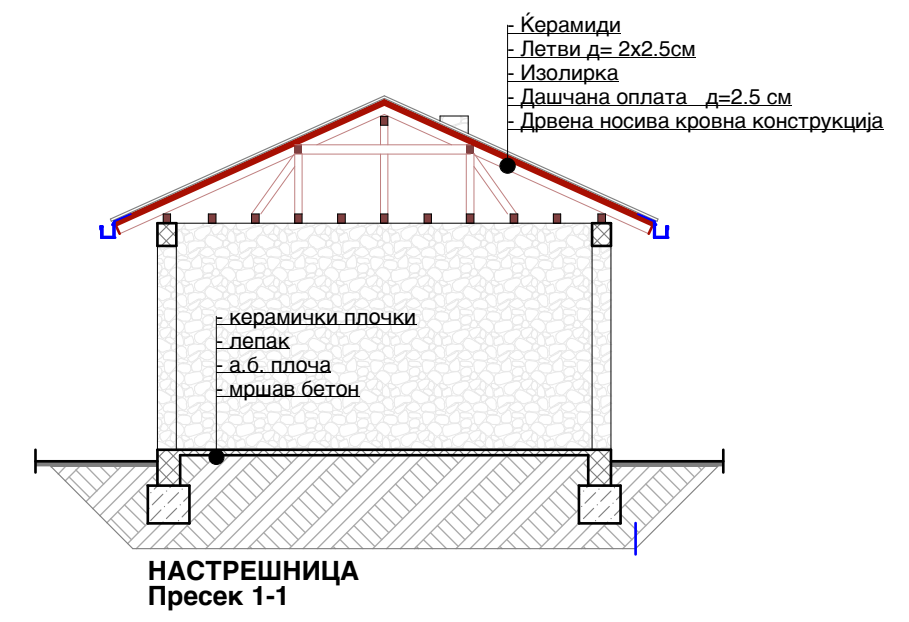 - Ќерамиди
- Летви д= 2x2.5см
- Изолирка
- Дашчана оплата д=2.5 см
- Дрвена носива кровна конструкција
- керамички плочки
- лепак
- а.б. плоча
- мршав бетон
НАСТРЕШНИЦА
Пресек 1-1